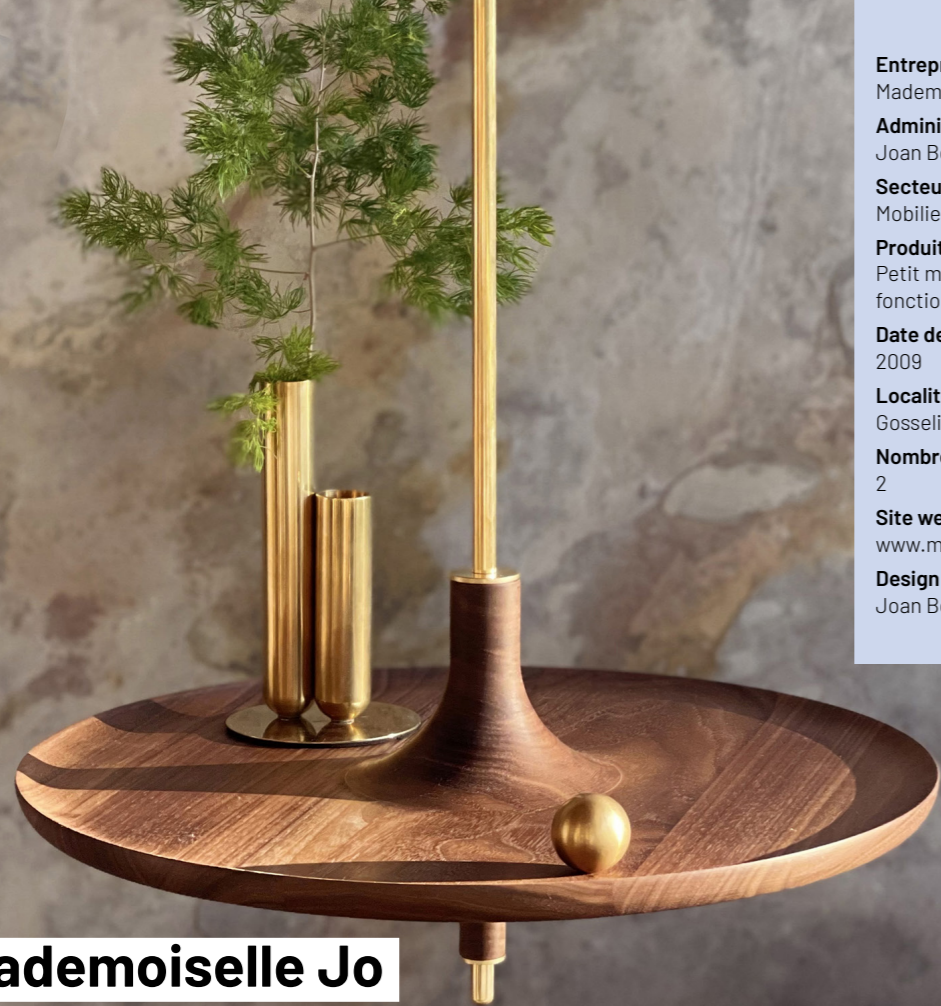 Entrepr
Madem
Admini
Joan B
Secteu
Mobilie
Produit
Petit m
fonctio
Date de
2009
Localit
Gosseli
Nombre
2
Site we
www.m
Design
Joan B
ademoiselle Jo